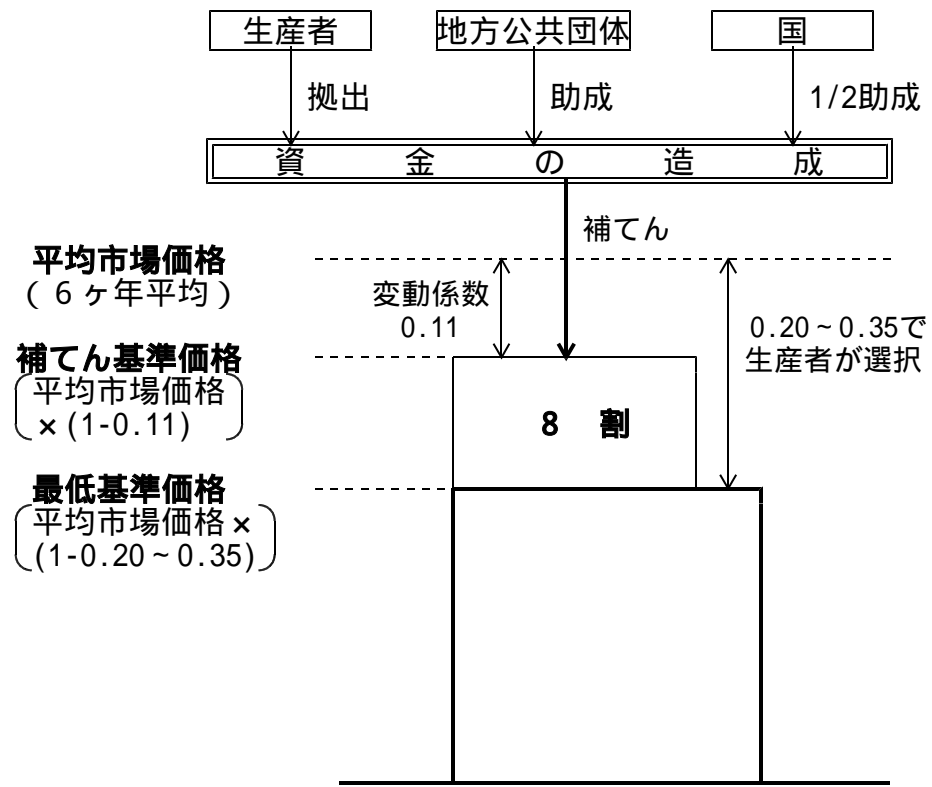 生産者
地方公共団体
国
拠出
助成
1/2助成
資金の造成
補てん
平均市場価格
（６ヶ年平均）
変動係数
0.11
0.20～0.35で
生産者が選択
補てん基準価格
平均市場価格
×(1-0.11)
８割
最低基準価格
平均市場価格×
(1-0.20～0.35)